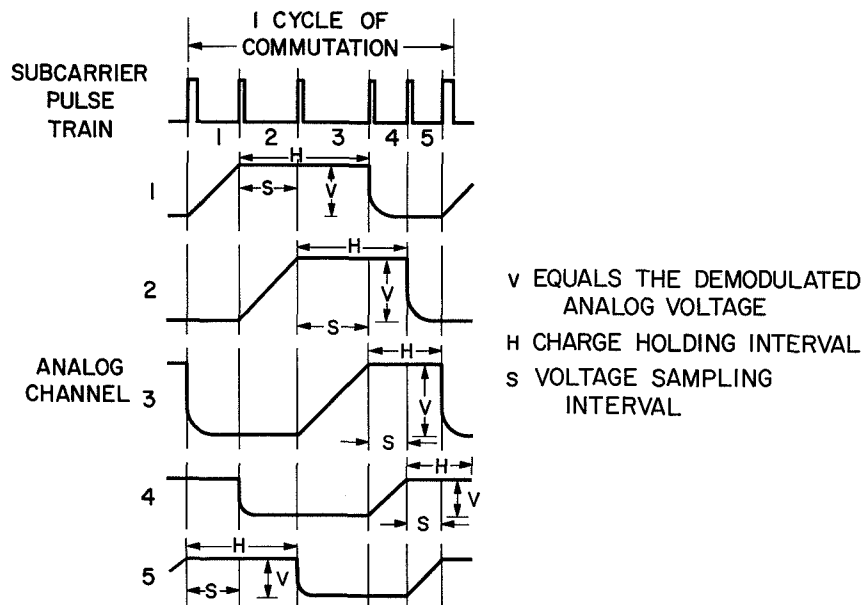 1 CYCLE OF
COMMUTATION
SUBCARRIER
PULSE
TRAIN
1 2 3 4 5
1 H S V
2 H S V
V EQUALS THE DEMODULATED
ANALOG VOLTAGE
H CHARGE HOLDING INTERVAL
S VOLTAGE SAMPLING
INTERVAL
ANALOG
CHANNEL
3 H V S
4 H V S
5 H S V